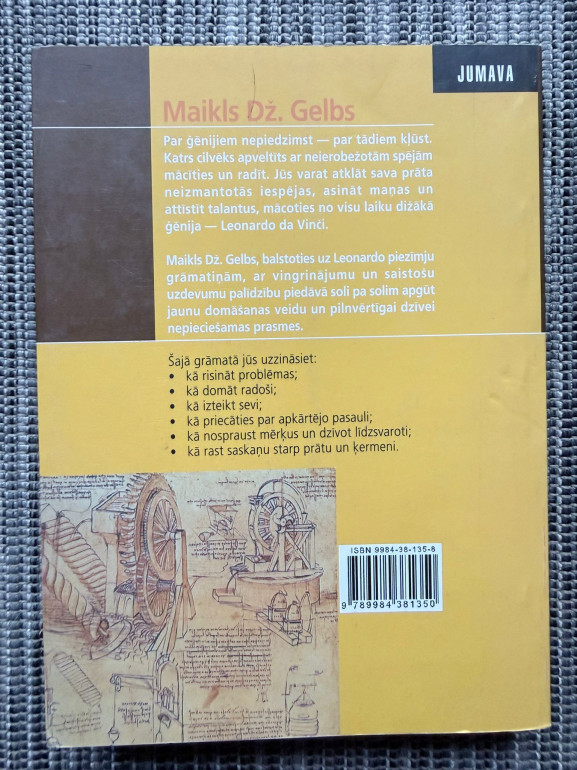 JUMAVA
Maikls Dž. Gelbs
Par ģēnijiem nepiedzimst — par tādiem kļūst.
Katrs cilvēks apveltīts ar neierobežotām spējām
mācīties un radīt. Jūs varat atklāt sava prāta
neizmantotās iespējas, asināt maņas un
attīstīt talantus, mācoties no visu laiku dižākā
ģēnija — Leonardo da Vinči.
Maikls Dž. Gelbs, balstoties uz Leonardo piezīmju
grāmatiņām, ar vingrinājumu un saistošu
uzdevumu palīdzību piedāvā soli pa solim apgūt
jaunu domāšanas veidu un pilnvērtīgai dzīvei
nepieciešamas prasmes.
Šajā grāmatā jūs uzzināsiet:
• kā risināt problēmas;
• kā domāt radoši;
• kā izteikt sevi;
• kā priecāties par apkārtējo pasauli;
• kā nospraust mērķus un dzīvot līdzsvaroti;
• kā rast saskaņu starp prātu un ķermeni.
ISBN 9984-38-135-8
9 789984 381350